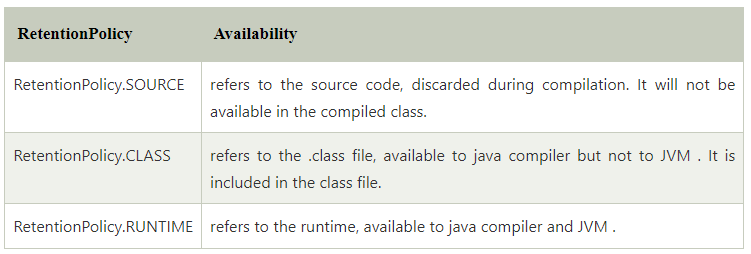 RetentionPolicy Availability
RetentionPolicy.SOURCE refers to the source code, discarded during compilation. It will not be
available in the compiled class.
RetentionPolicy.CLASS refers to the .class file, available to java compiler but not to JVM . It is
included in the class file.
RetentionPolicy.RUNTIME refers to the runtime, available to java compiler and JVM .